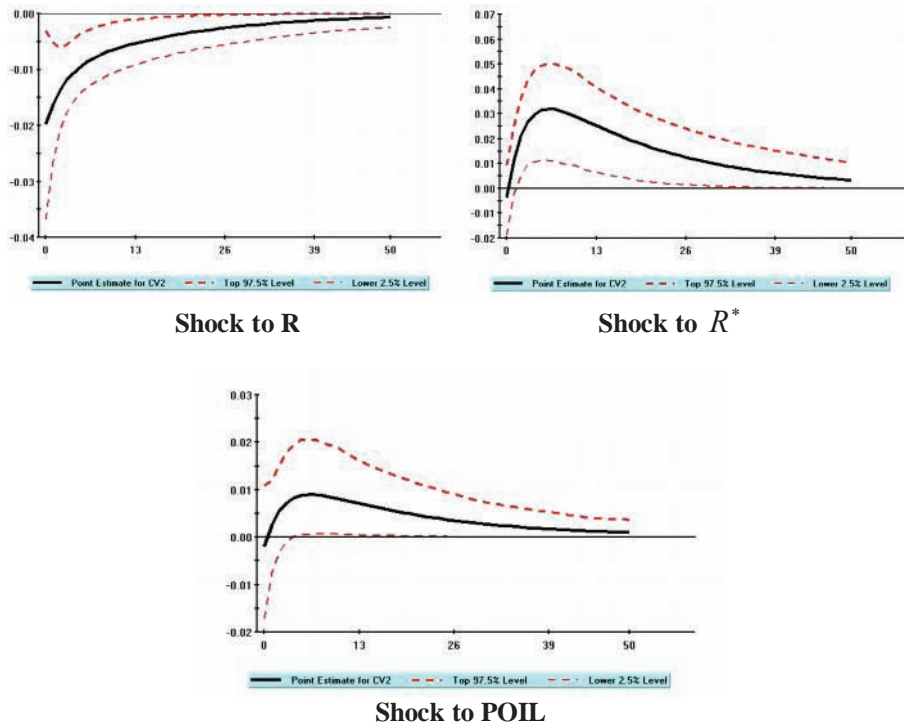 0.00
-0.01
-0.02
-0.03
-0.04
0 13 26 39 50
Point Estimate for CV2 Top 97.5% Level Lower 2.5% Level
Shock to R
0.07
0.06
0.05
0.04
0.03
0.02
0.01
0.00
-0.01
-0.02
0 13 26 39 50
Point Estimate for CV2 Top 97.5% Level Lower 2.5% Level
Shock to R*
0.03
0.02
0.01
0.00
-0.01
-0.02
0 13 26 39 50
Point Estimate for CV2 Top 97.5% Level Lower 2.5% Level
Shock to POIL